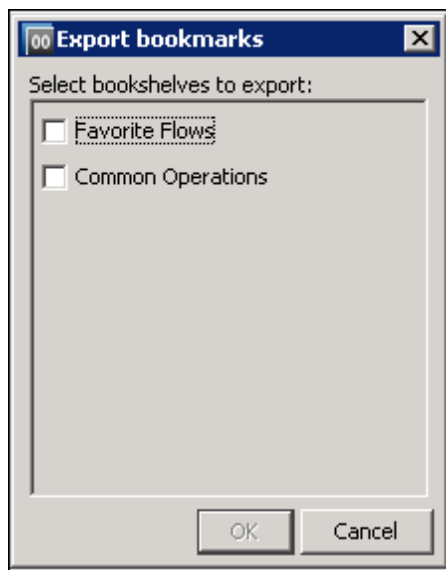 00 Export bookmarks
Select bookshelves to export:
Favorite Flows
Common Operations
OK Cancel